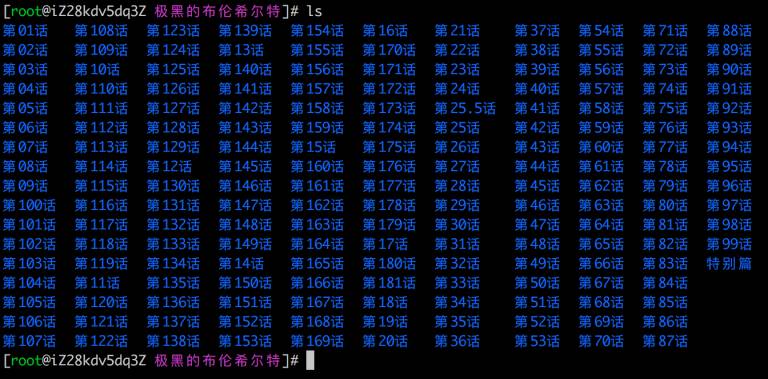 [root@iZ28kdv5dq3Z 极黑的布伦希尔特]# ls
第01话 第108话 第123话 第139话 第154话 第16话 第21话 第37话 第54话 第71话 第88话
第02话 第109话 第124话 第13话 第155话 第170话 第22话 第38话 第55话 第72话 第89话
第03话 第10话 第125话 第140话 第156话 第171话 第23话 第39话 第56话 第73话 第90话
第04话 第110话 第126话 第141话 第157话 第172话 第24话 第40话 第57话 第74话 第91话
第05话 第111话 第127话 第142话 第158话 第173话 第25.5话 第41话 第58话 第75话 第92话
第06话 第112话 第128话 第143话 第159话 第174话 第25话 第42话 第59话 第76话 第93话
第07话 第113话 第129话 第144话 第15话 第175话 第26话 第43话 第60话 第77话 第94话
第08话 第114话 第12话 第145话 第160话 第176话 第27话 第44话 第61话 第78话 第95话
第09话 第115话 第130话 第146话 第161话 第177话 第28话 第45话 第62话 第79话 第96话
第100话 第116话 第131话 第147话 第162话 第178话 第29话 第46话 第63话 第80话 第97话
第101话 第117话 第132话 第148话 第163话 第179话 第30话 第47话 第64话 第81话 第98话
第102话 第118话 第133话 第149话 第164话 第17话 第31话 第48话 第65话 第82话 第99话
第103话 第119话 第134话 第14话 第165话 第180话 第32话 第49话 第66话 第83话 特别篇
第104话 第11话 第135话 第150话 第166话 第181话 第33话 第50话 第67话 第84话
第105话 第120话 第136话 第151话 第167话 第18话 第34话 第51话 第68话 第85话
第106话 第121话 第137话 第152话 第168话 第19话 第35话 第52话 第69话 第86话
第107话 第122话 第138话 第153话 第169话 第20话 第36话 第53话 第70话 第87话
[root@iZ28kdv5dq3Z 极黑的布伦希尔特]#